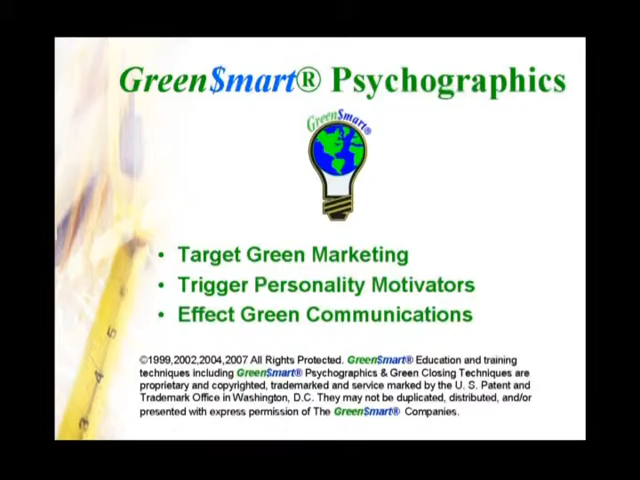 Green$mart® Psychographics
Green$mart®
• Target Green Marketing
• Trigger Personality Motivators
• Effect Green Communications
©1999,2002,2004,2007 All Rights Protected. Green$mart® Education and training
techniques including Green$mart® Psychographics & Green Closing Techniques are
proprietary and copyrighted, trademarked and service marked by the U. S. Patent and
Trademark Office in Washington, D.C. They may not be duplicated, distributed, and/or
presented with express permission of The Green$mart® Companies.
5
4
3